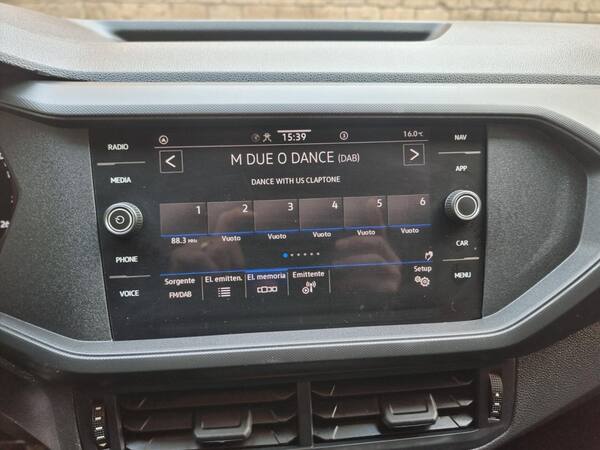 RADIO
MEDIA
PHONE
VOICE
15:39
3
16.0°C
M DUE O DANCE (DAB)
DANCE WITH US CLAPTONE
1 2 3 4 5 6
88.3 MHz Vuoto Vuoto Vuoto Vuoto Vuoto
Sorgente El. emitten. El. memoria Emittente Setup
FM/DAB
NAV
APP
CAR
MENU